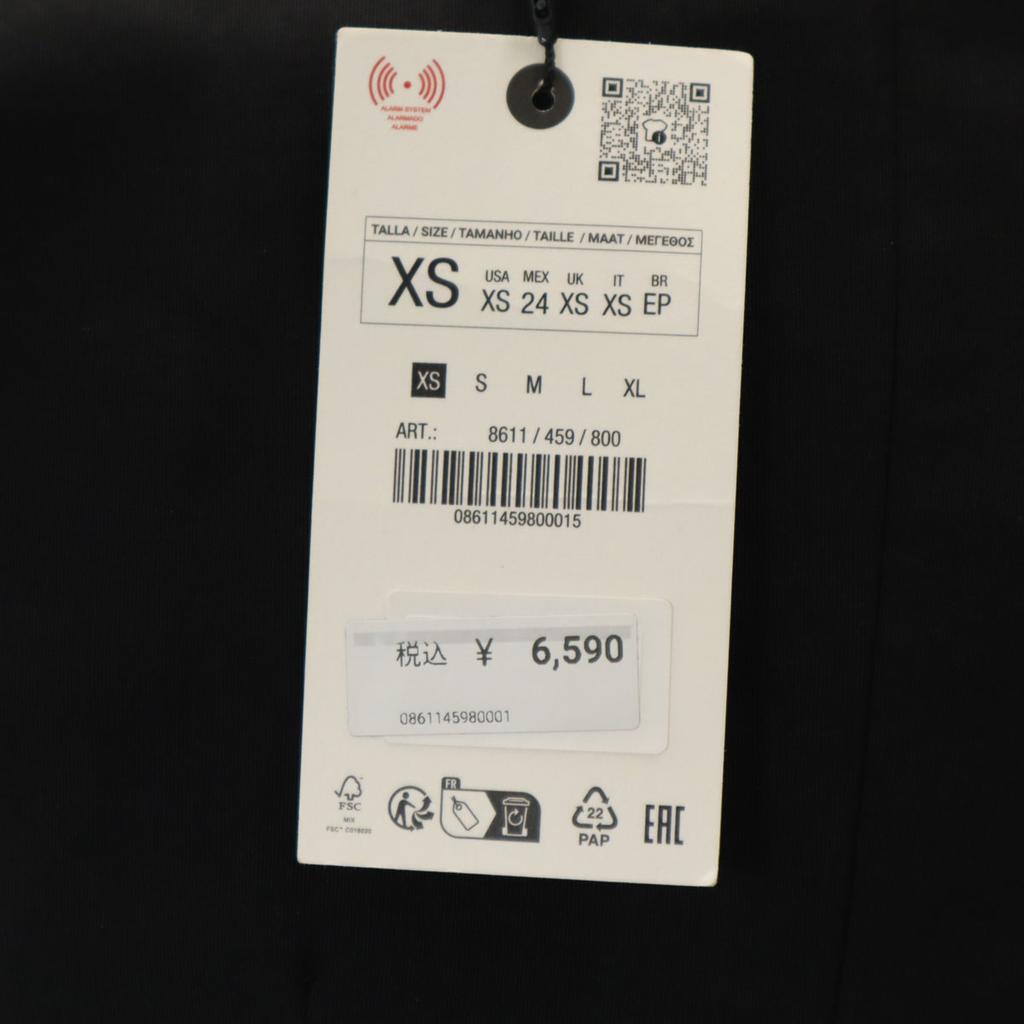 ALARM SYSTEM
ALARMADO
ALARME
TALLA / SIZE / TAMANHO / TAILLE / MAAT / ΜΕΓΕΘΟΣ
XS
USA MEX UK IT BR
XS 24 XS XS EP
XS S M L XL
ART.: 8611 / 459 / 800
08611459800015
税込 ¥ 6,590
0861145980001
FSC
MIX
FSC™ C016020
FR
22
PAP
EAC